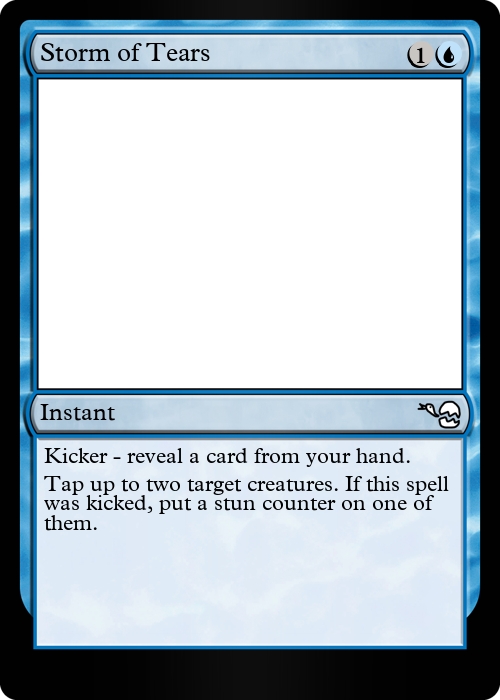 Storm of Tears
1
Instant
Kicker - reveal a card from your hand.
Tap up to two target creatures. If this spell
was kicked, put a stun counter on one of
them.